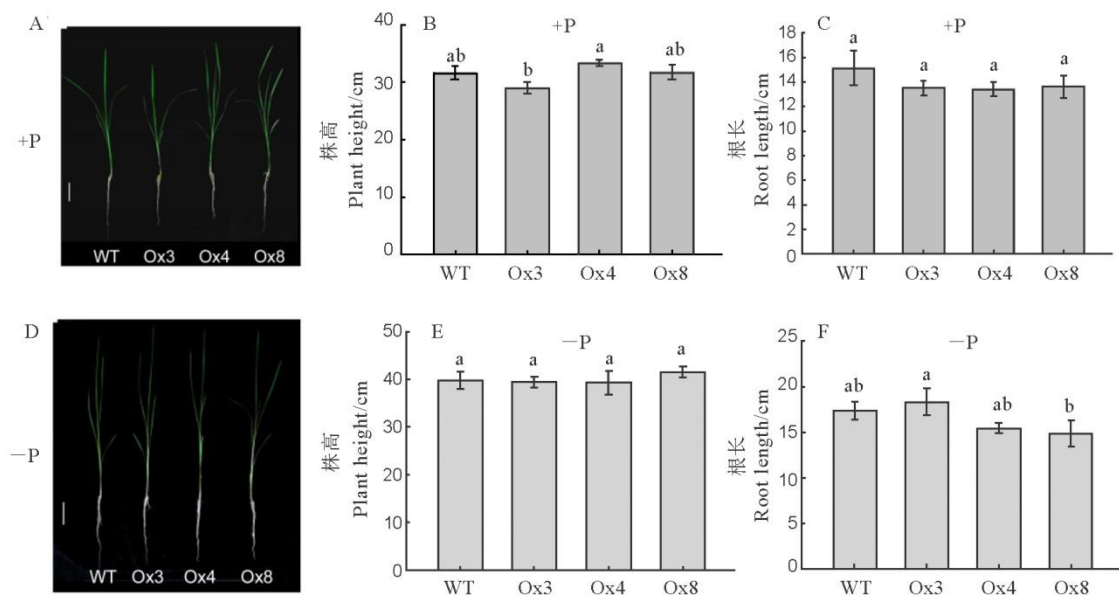 A
+P
WT Ox3 Ox4 Ox8
B
+P
株高
Plant height/cm
40
30
20
10
0
ab
b
a
ab
WT Ox3 Ox4 Ox8
C
+P
根长
Root length/cm
18
16
14
12
10
8
6
4
2
0
a
a
a
a
WT Ox3 Ox4 Ox8
D
—P
WT Ox3 Ox4 Ox8
E
—P
株高
Plant height/cm
50
40
30
20
10
0
a
a
a
a
WT Ox3 Ox4 Ox8
F
—P
根长
Root length/cm
25
20
15
10
5
0
ab
a
ab
b
WT Ox3 Ox4 Ox8